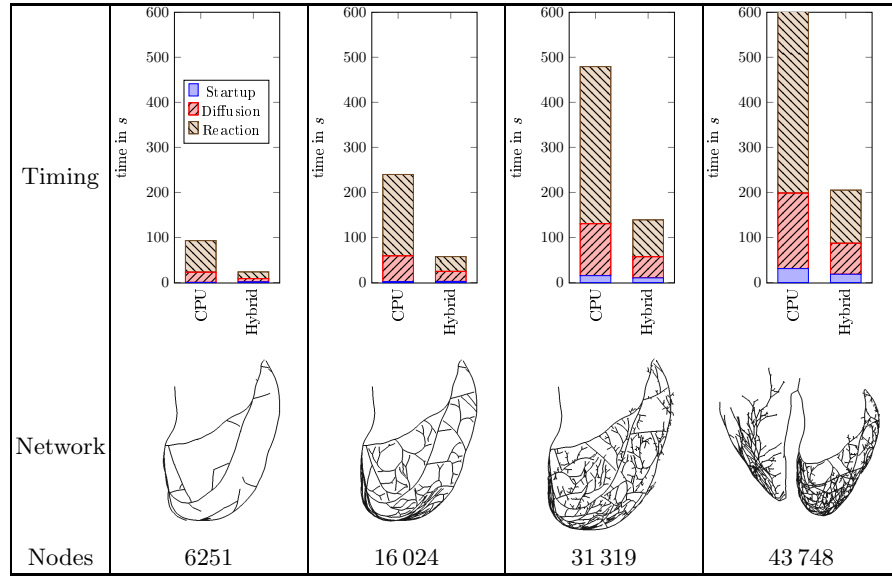 Timing
600
500
400
300
200
100
0
time in s
Startup
Diffusion
Reaction
CPU
Hybrid
600
500
400
300
200
100
0
time in s
CPU
Hybrid
600
500
400
300
200
100
0
time in s
CPU
Hybrid
600
500
400
300
200
100
0
time in s
CPU
Hybrid
Network
Nodes 6251 16 024 31 319 43 748